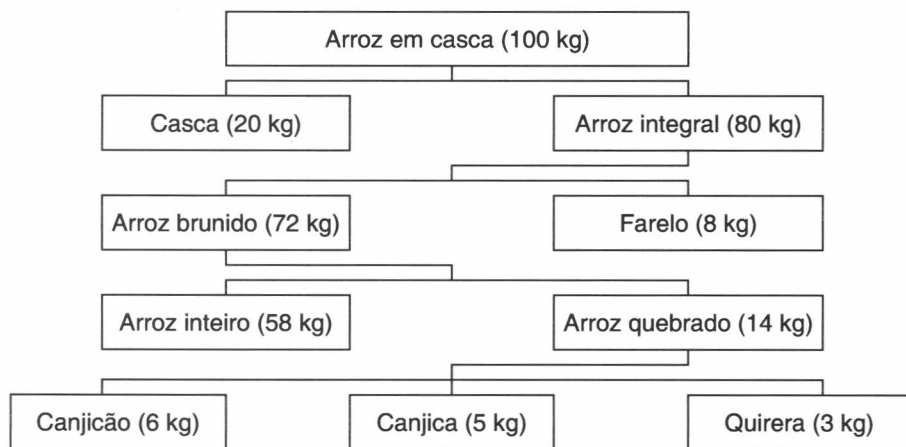 Arroz em casca (100 kg)
Casca (20 kg)
Arroz integral (80 kg)
Arroz brunido (72 kg)
Farelo (8 kg)
Arroz inteiro (58 kg)
Arroz quebrado (14 kg)
Canjicão (6 kg)
Canjica (5 kg)
Quirera (3 kg)